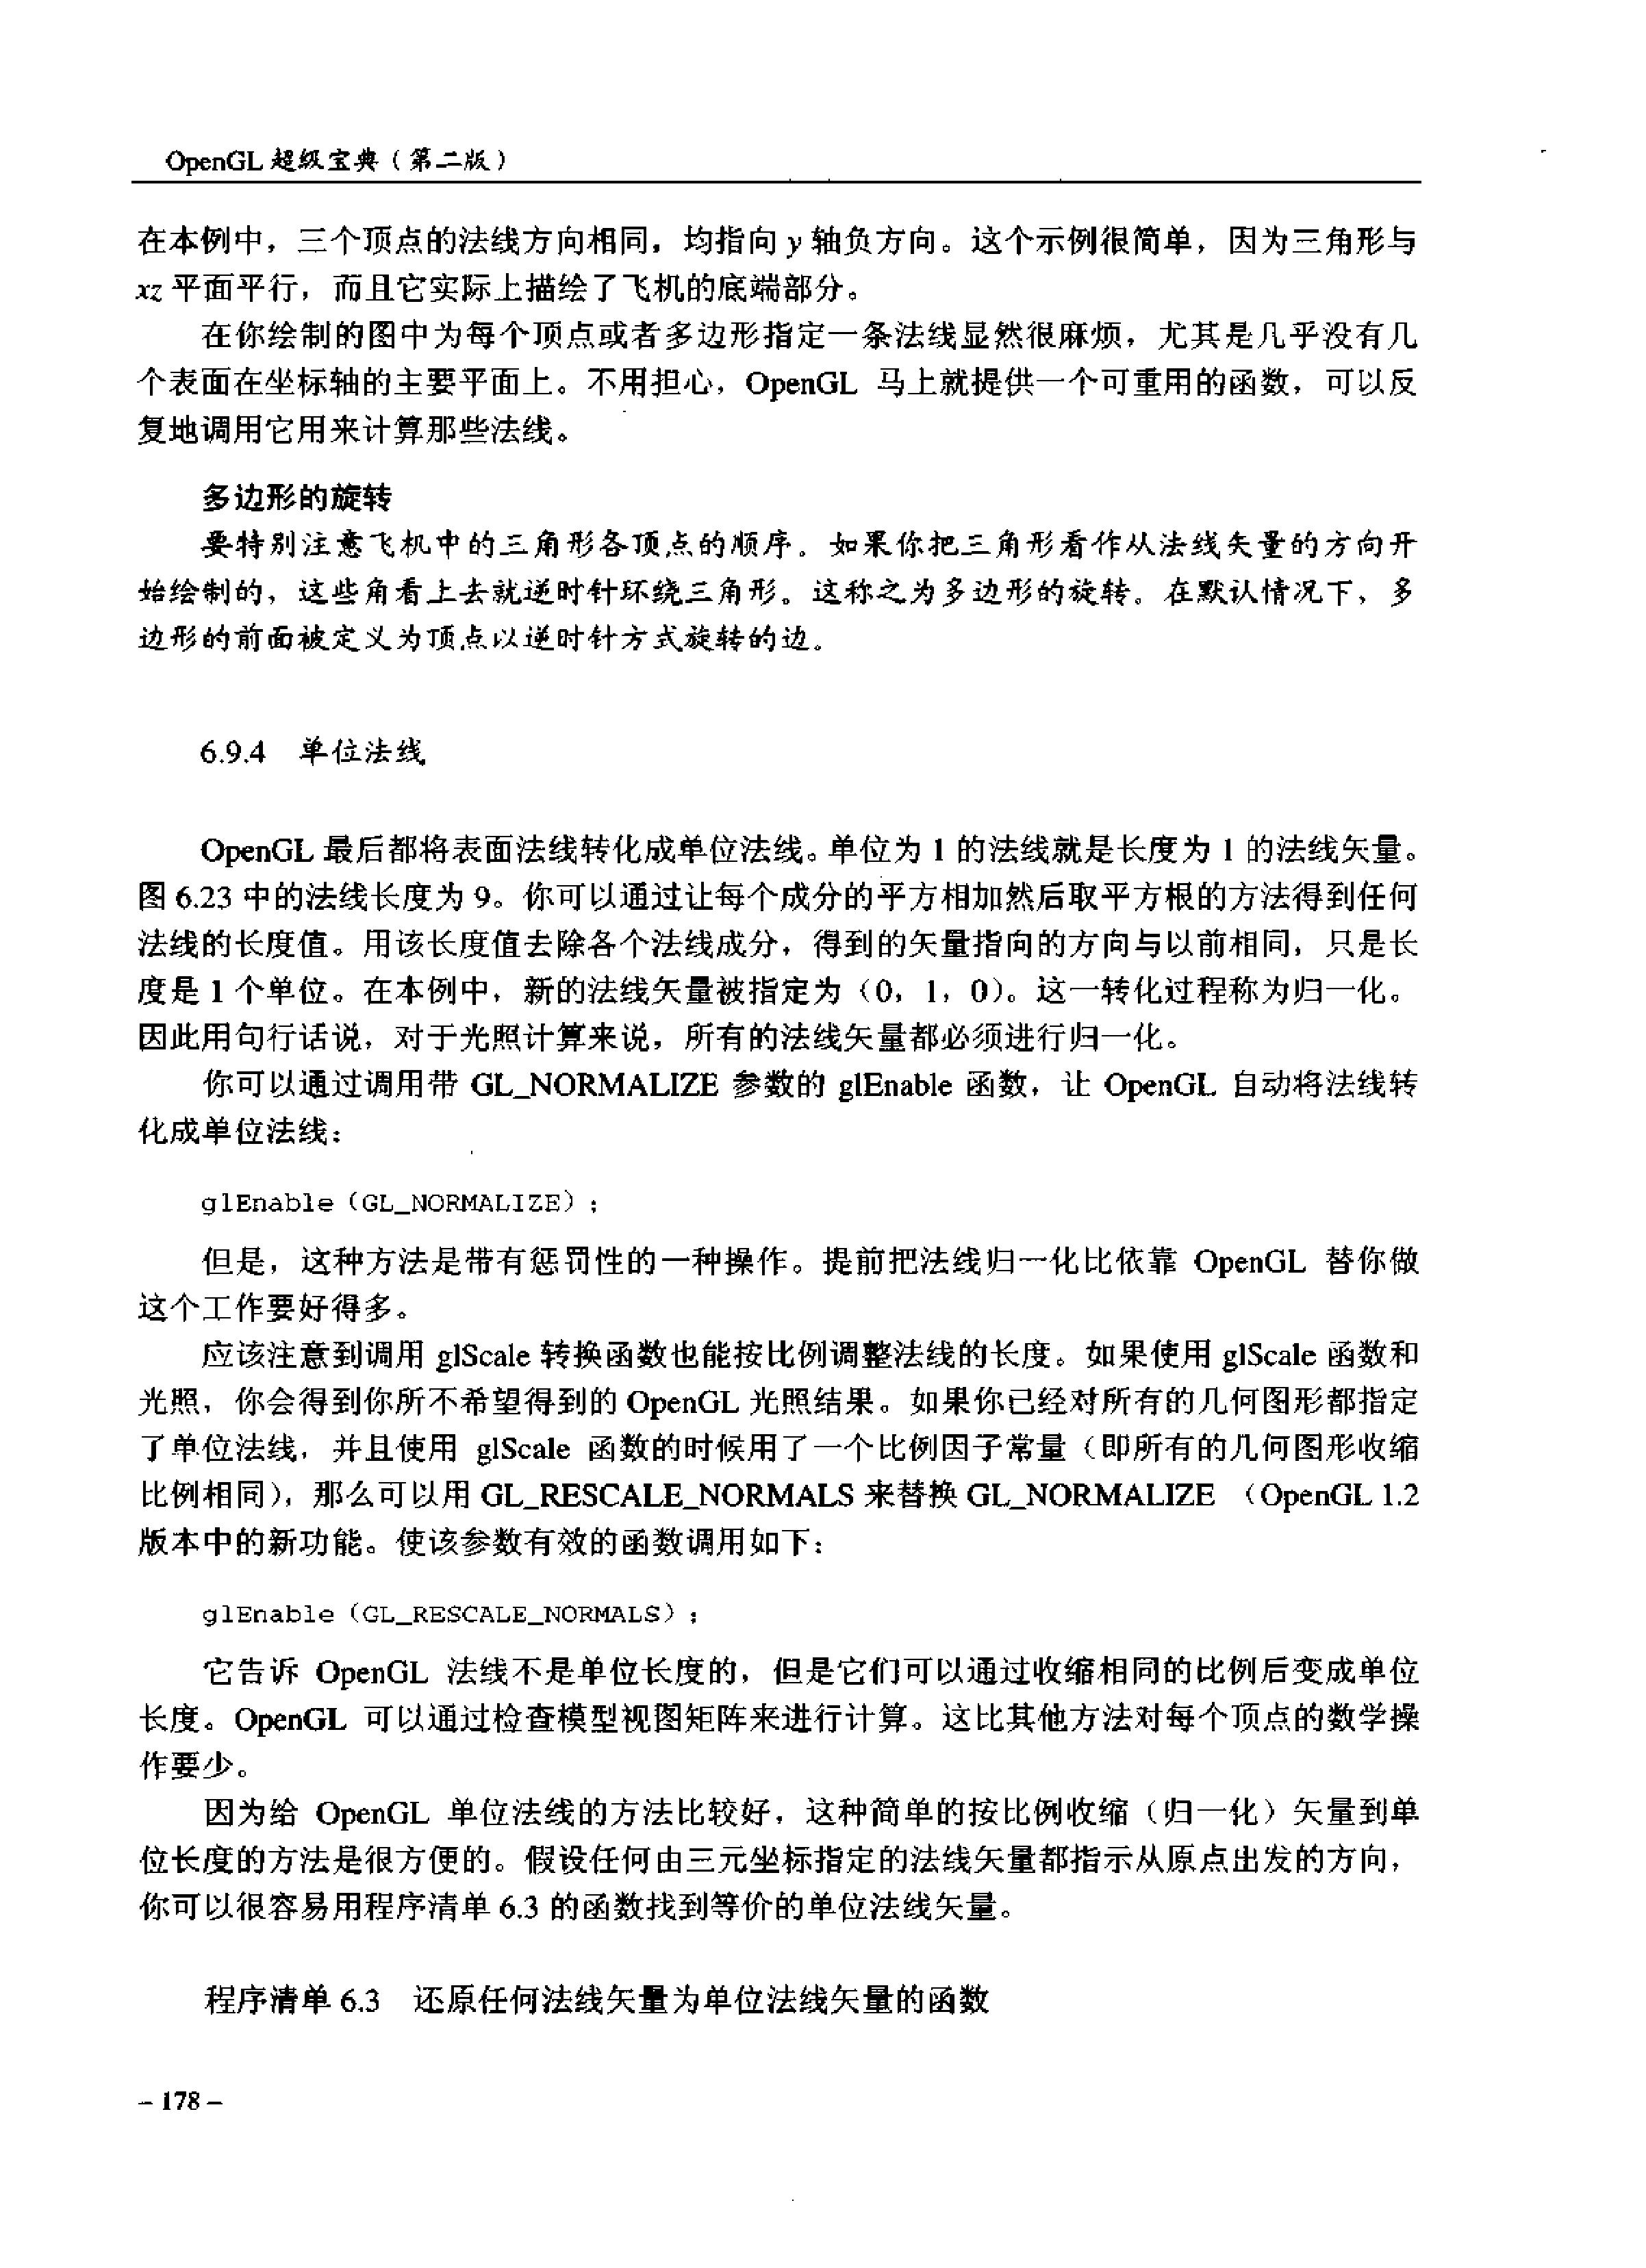 OpenGL 超级宝典（第二版）
在本例中，三个顶点的法线方向相同，均指向 y 轴负方向。这个示例很简单，因为三角形与
xz 平面平行，而且它实际上描绘了飞机的底端部分。
在你绘制的图中为每个顶点或者多边形指定一条法线显然很麻烦，尤其是几乎没有几
个表面在坐标轴的主要平面上。不用担心，OpenGL 马上就提供一个可重用的函数，可以反
复地调用它用来计算那些法线。
多边形的旋转
要特别注意飞机中的三角形各顶点的顺序。如果你把三角形看作从法线矢量的方向开
始绘制的，这些角看上去就逆时针环绕三角形。这称之为多边形的旋转。在默认情况下，多
边形的前面被定义为顶点以逆时针方式旋转的边。
6.9.4 单位法线
OpenGL 最后都将表面法线转化成单位法线。单位为 1 的法线就是长度为 1 的法线矢量。
图 6.23 中的法线长度为 9。你可以通过让每个成分的平方相加然后取平方根的方法得到任何
法线的长度值。用该长度值去除各个法线成分，得到的矢量指向的方向与以前相同，只是长
度是 1 个单位。在本例中，新的法线矢量被指定为（0，1，0）。这一转化过程称为归一化。
因此用句行话说，对于光照计算来说，所有的法线矢量都必须进行归一化。
你可以通过调用带 GL_NORMALIZE 参数的 glEnable 函数，让 OpenGL 自动将法线转
化成单位法线：
glEnable（GL_NORMALIZE）;
但是，这种方法是带有惩罚性的一种操作。提前把法线归一化比依靠 OpenGL 替你做
这个工作要好得多。
应该注意到调用 glScale 转换函数也能按比例调整法线的长度。如果使用 glScale 函数和
光照，你会得到你所不希望得到的 OpenGL 光照结果。如果你已经对所有的几何图形都指定
了单位法线，并且使用 glScale 函数的时候用了一个比例因子常量（即所有的几何图形收缩
比例相同），那么可以用 GL_RESCALE_NORMALS 来替换 GL_NORMALIZE （OpenGL 1.2
版本中的新功能。使该参数有效的函数调用如下：
glEnable（GL_RESCALE_NORMALS）;
它告诉 OpenGL 法线不是单位长度的，但是它们可以通过收缩相同的比例后变成单位
长度。OpenGL 可以通过检查模型视图矩阵来进行计算。这比其他方法对每个顶点的数学操
作要少。
因为给 OpenGL 单位法线的方法比较好，这种简单的按比例收缩（归一化）矢量到单
位长度的方法是很方便的。假设任何由三元坐标指定的法线矢量都指示从原点出发的方向，
你可以很容易用程序清单 6.3 的函数找到等价的单位法线矢量。
程序清单 6.3 还原任何法线矢量为单位法线矢量的函数
– 178 –